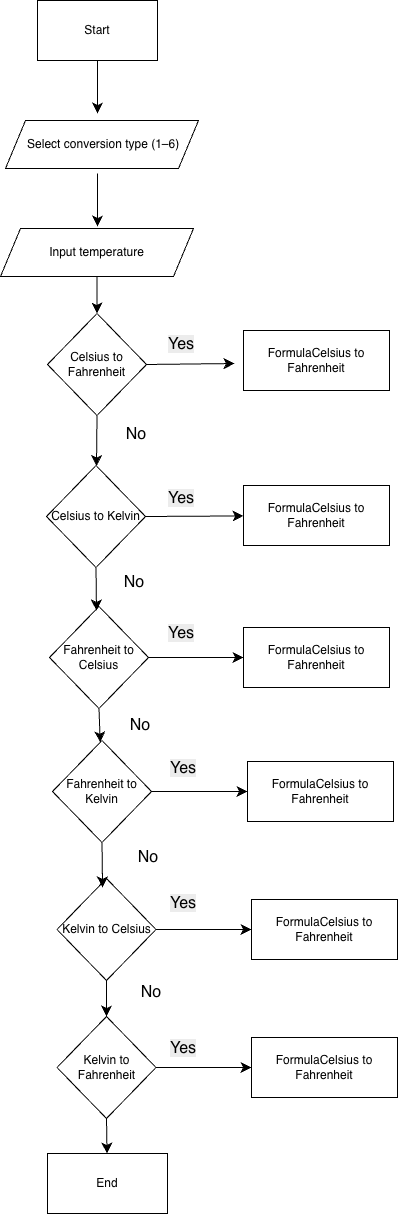 Start
Select conversion type (1–6)
Input temperature
Celsius to
Fahrenheit
Yes
FormulaCelsius to
Fahrenheit
No
Celsius to Kelvin
Yes
FormulaCelsius to
Fahrenheit
No
Fahrenheit to
Celsius
Yes
FormulaCelsius to
Fahrenheit
No
Fahrenheit to
Kelvin
Yes
FormulaCelsius to
Fahrenheit
No
Kelvin to Celsius
Yes
FormulaCelsius to
Fahrenheit
No
Kelvin to
Fahrenheit
Yes
FormulaCelsius to
Fahrenheit
End